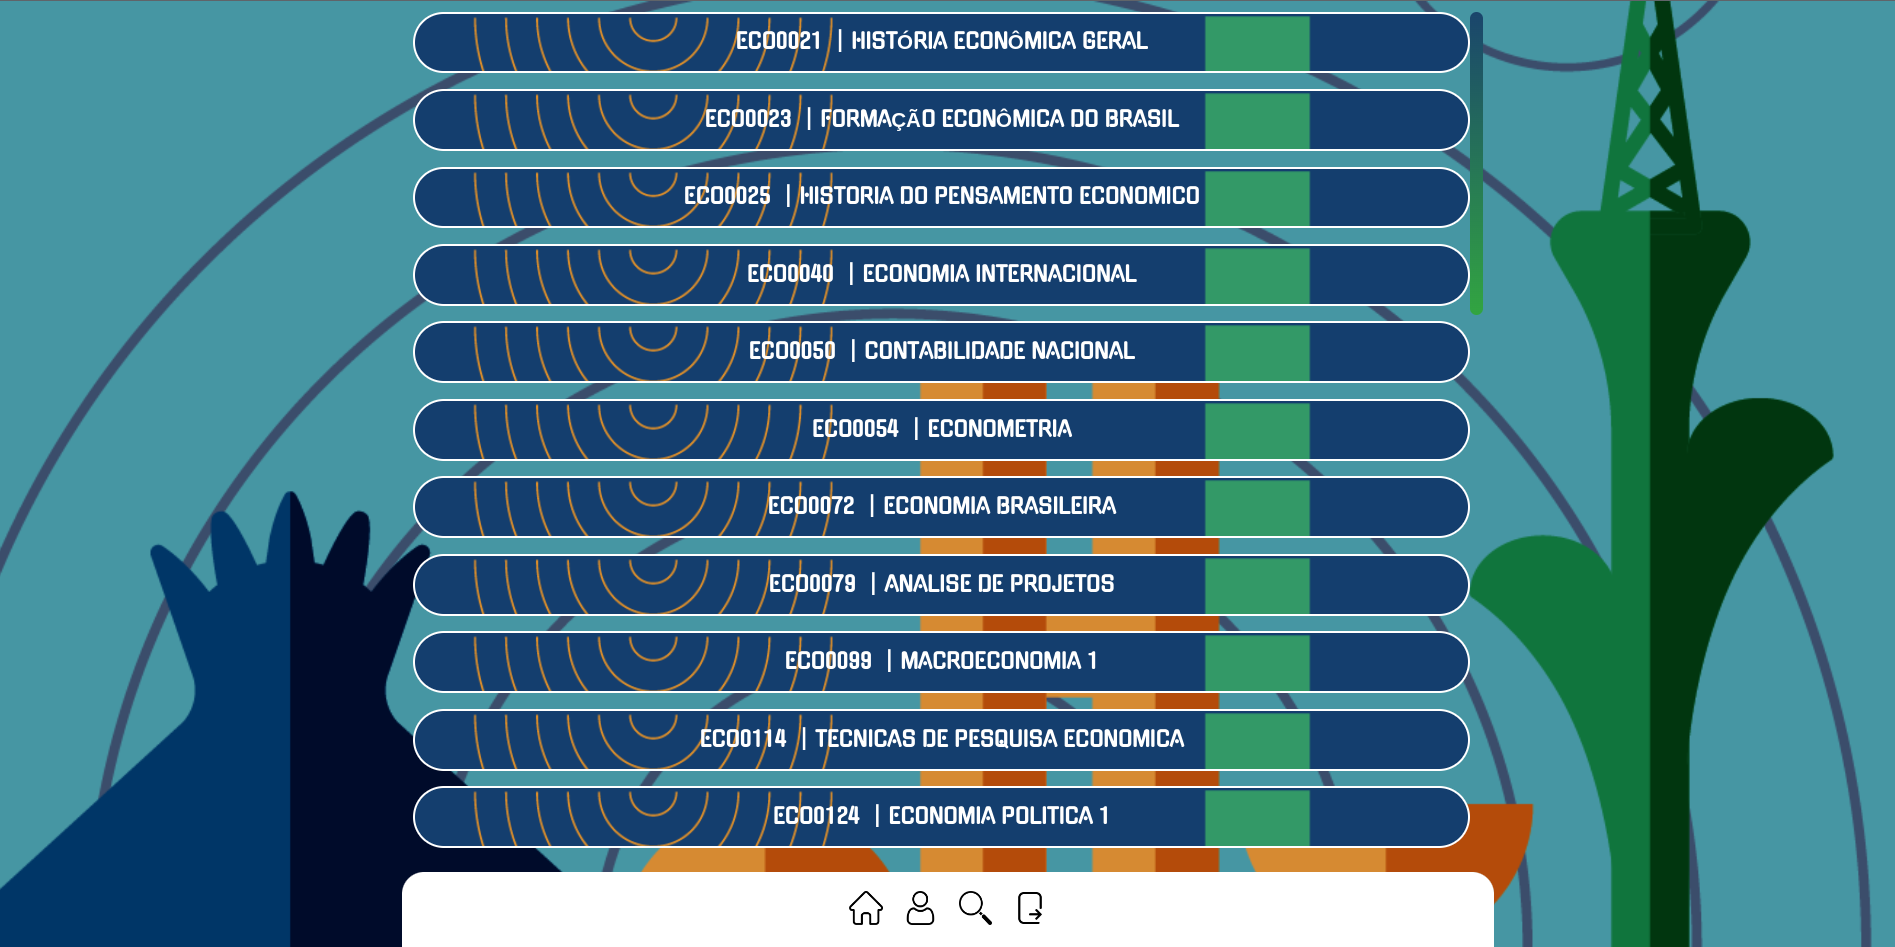 ECO0021 | HISTÓRIA ECONÔMICA GERAL
ECO0023 | FORMAÇÃO ECONÔMICA DO BRASIL
ECO0025 | HISTORIA DO PENSAMENTO ECONOMICO
ECO0040 | ECONOMIA INTERNACIONAL
ECO0050 | CONTABILIDADE NACIONAL
ECO0054 | ECONOMETRIA
ECO0072 | ECONOMIA BRASILEIRA
ECO0079 | ANALISE DE PROJETOS
ECO0099 | MACROECONOMIA 1
ECO0114 | TECNICAS DE PESQUISA ECONOMICA
ECO0124 | ECONOMIA POLITICA 1